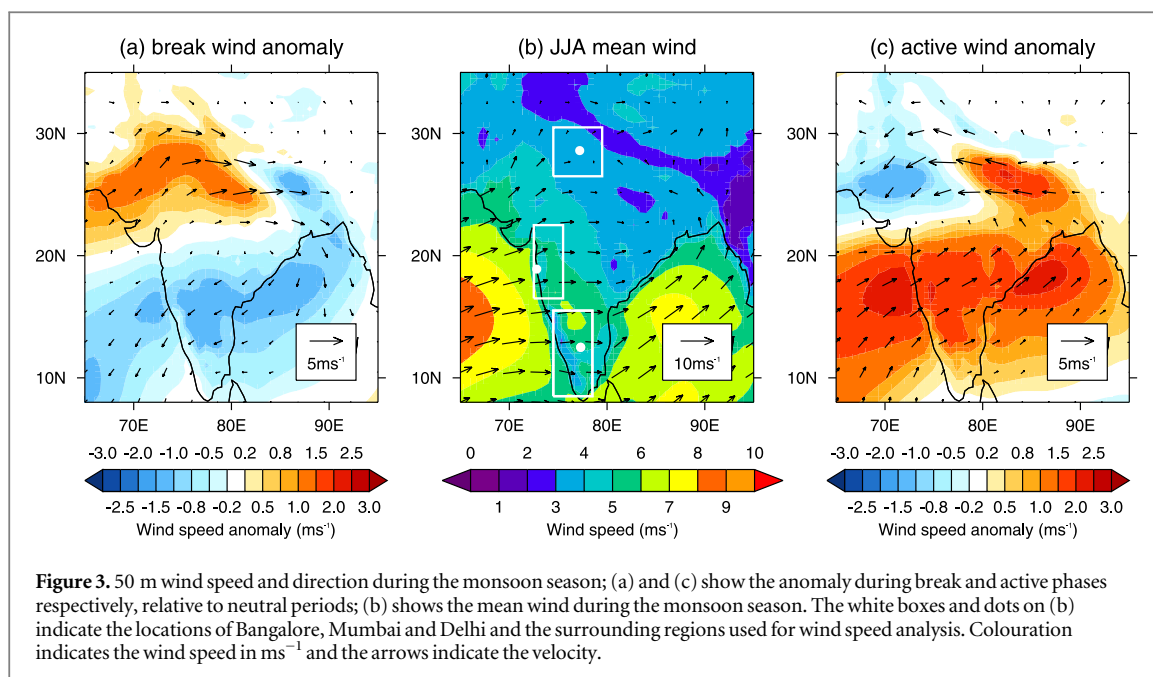 (a) break wind anomaly
(b) JJA mean wind
(c) active wind anomaly
70E 80E 90E
70E 80E 90E
70E 80E 90E
30N
30N
20N
20N
10N 5ms⁻¹
10ms⁻¹
10N 5ms⁻¹
70E 80E 90E
70E 80E 90E
70E 80E 90E
-3.0 -2.0 -1.0 -0.2 0.8 1.5 2.5
0 2 4 6 8 10
-3.0 -2.0 -1.0 -0.2 0.8 1.5 2.5
-2.5 -1.5 -0.5 0.2 0.5 1.0 2.0 3.0
1 3 5 7 9
-2.5 -1.5 -0.8 0.2 0.5 1.0 2.0 3.0
Wind speed anomaly (ms⁻¹)
Wind speed (ms⁻¹)
Wind speed anomaly (ms⁻¹)
Figure 3. 50 m wind speed and direction during the monsoon season; (a) and (c) show the anomaly during break and active phases
respectively, relative to neutral periods; (b) shows the mean wind during the monsoon season. The white boxes and dots on (b)
indicate the locations of Bangalore, Mumbai and Delhi and the surrounding regions used for wind speed analysis. Colouration
indicates the wind speed in ms⁻¹ and the arrows indicate the velocity.